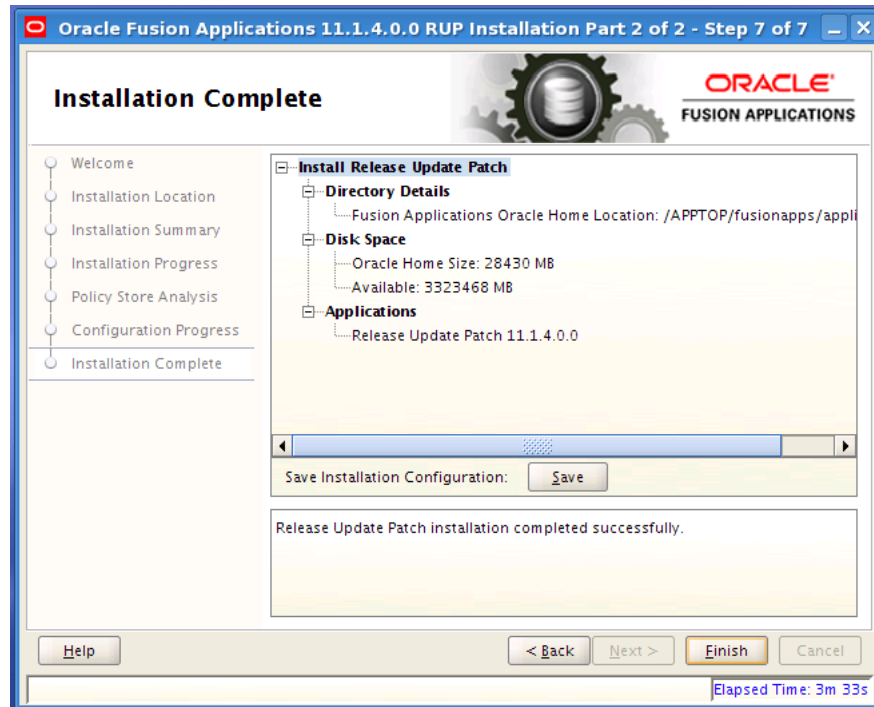 Oracle Fusion Applications 11.1.4.0.0 RUP Installation Part 2 of 2 - Step 7 of 7
Installation Complete
ORACLE
FUSION APPLICATIONS
Welcome
Installation Location
Installation Summary
Installation Progress
Policy Store Analysis
Configuration Progress
Installation Complete
Install Release Update Patch
Directory Details
Fusion Applications Oracle Home Location: /APPTOP/fusionapps/appli
Disk Space
Oracle Home Size: 28430 MB
Available: 3323468 MB
Applications
Release Update Patch 11.1.4.0.0
Save Installation Configuration: Save
Release Update Patch installation completed successfully.
Help < Back Next > Finish Cancel
Elapsed Time: 3m 33s